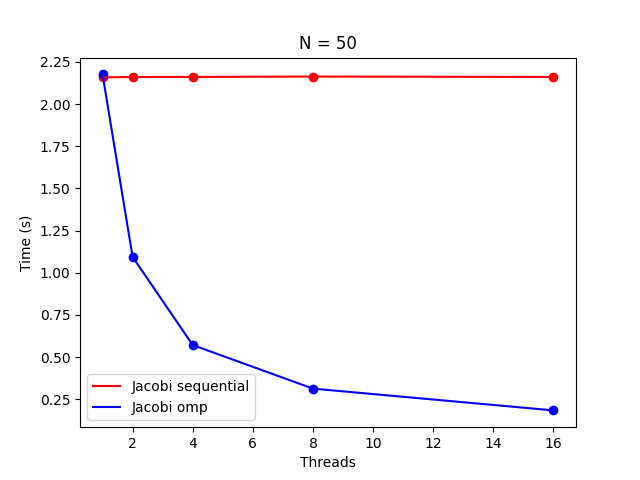 N = 50
2.25
2.00
1.75
1.50
1.25
1.00
0.75
0.50
0.25
Time (s)
Jacobi sequential
Jacobi omp
2 4 6 8 10 12 14 16
Threads